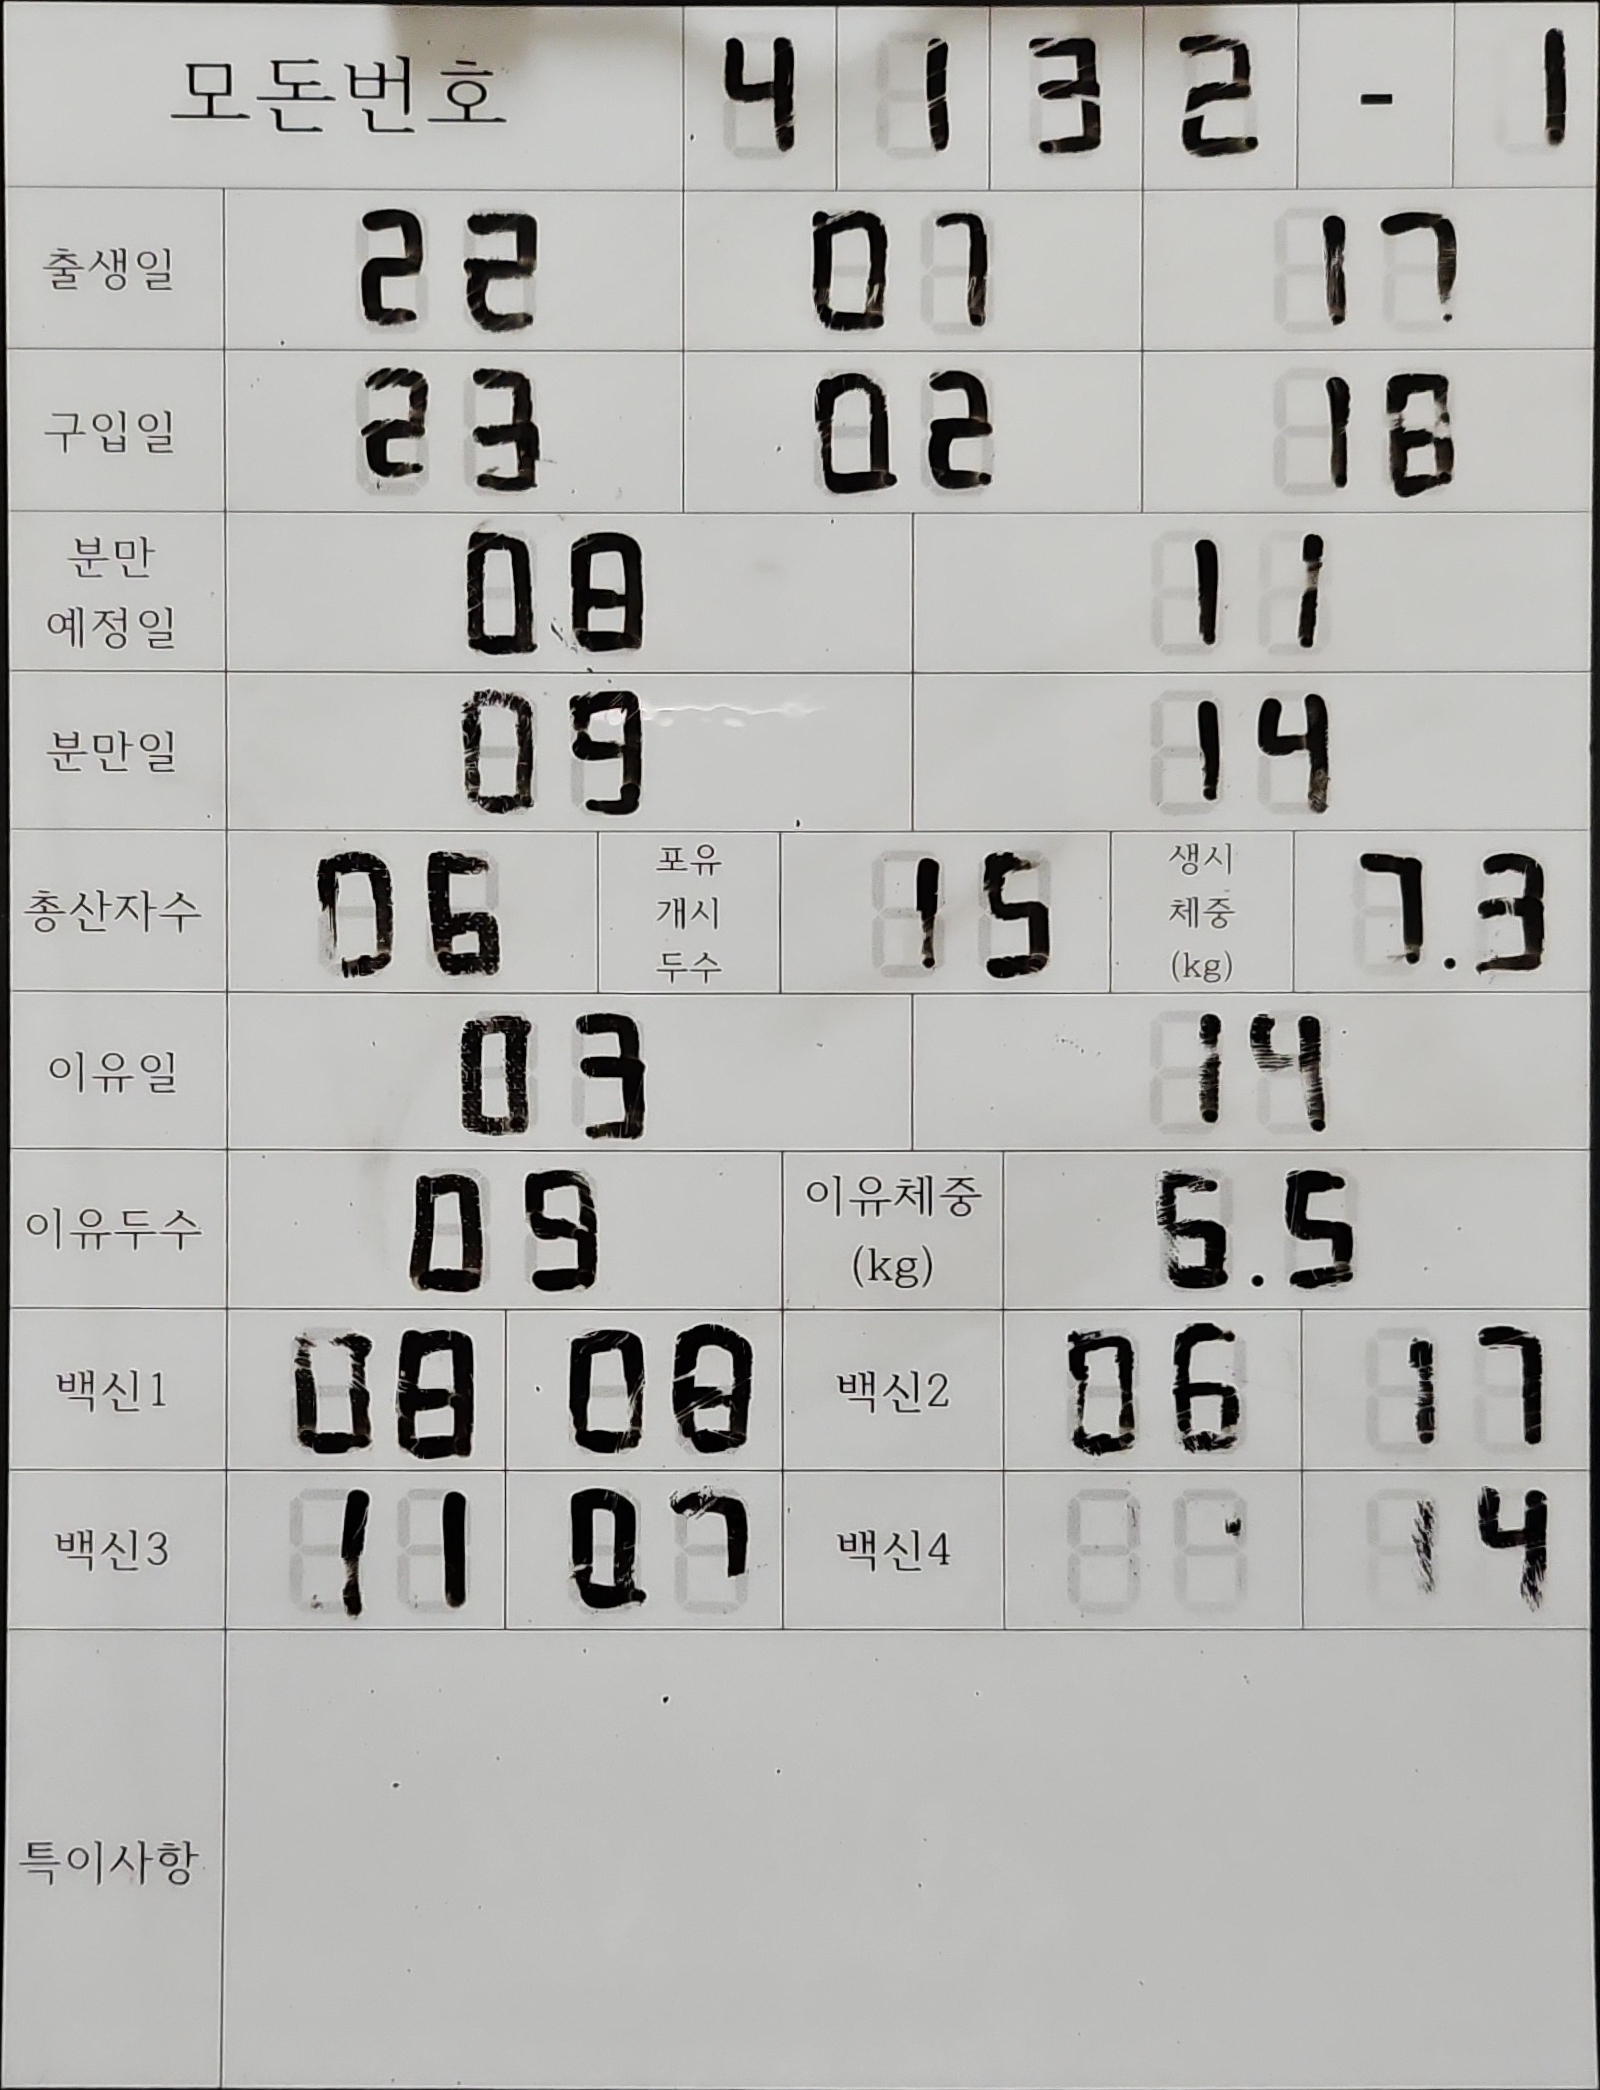 모돈번호 4 1 3 2 - 1
출생일 22 07 17
구입일 23 02 18
분만 예정일 08 11
분만일 09 14
총산자수 06 포유 개시 두수 15 생시 체중 (kg) 7.3
이유일 03 14
이유두수 09 이유체중 (kg) 6.5
백신1 08 08 백신2 06 17
백신3 11 07 백신4 14
특이사항